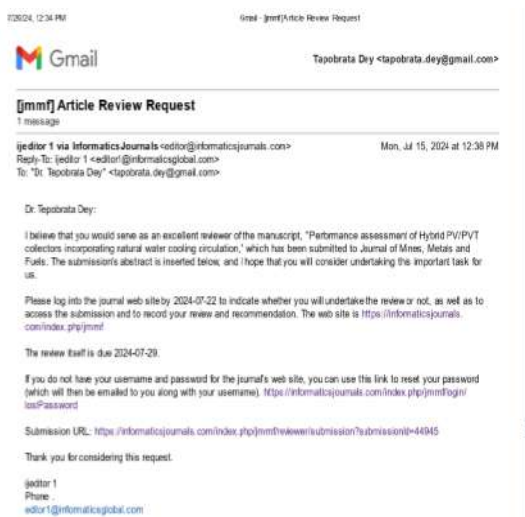 7/26/24, 12:34 PM
Gmail - [jmmf] Article Review Request
Gmail
Tapobrata Dey <tapobrata.dey@gmail.com>
[jmmf] Article Review Request
1 message
ijeditor 1 via Informatics Journals <editor@informaticsjournals.com>
Mon, Jul 15, 2024 at 12:38 PM
Reply-To: ijeditor 1 <editor1@informaticsglobal.com>
To: "Dr. Tapobrata Dey" <tapobrata.dey@gmail.com>
Dr. Tapobrata Dey:
I believe that you would serve as an excellent reviewer of the manuscript, "Performance assessment of Hybrid PV/PVT
collectors incorporating natural water cooling circulation," which has been submitted to Journal of Mines, Metals and
Fuels. The submission's abstract is inserted below, and I hope that you will consider undertaking this important task for
us.
Please log into the journal web site by 2024-07-22 to indicate whether you will undertake the review or not, as well as to
access the submission and to record your review and recommendation. The web site is https://informaticsjournals.
com/index.php/jmmf
The review itself is due 2024-07-29.
If you do not have your username and password for the journal's web site, you can use this link to reset your password
(which will then be emailed to you along with your username). https://informaticsjournals.com/index.php/jmmf/login/
lostPassword
Submission URL: https://informaticsjournals.com/index.php/jmmf/reviewer/submission?submissionId=44945
Thank you for considering this request.
ijeditor 1
Phone .
editor1@informaticsglobal.com